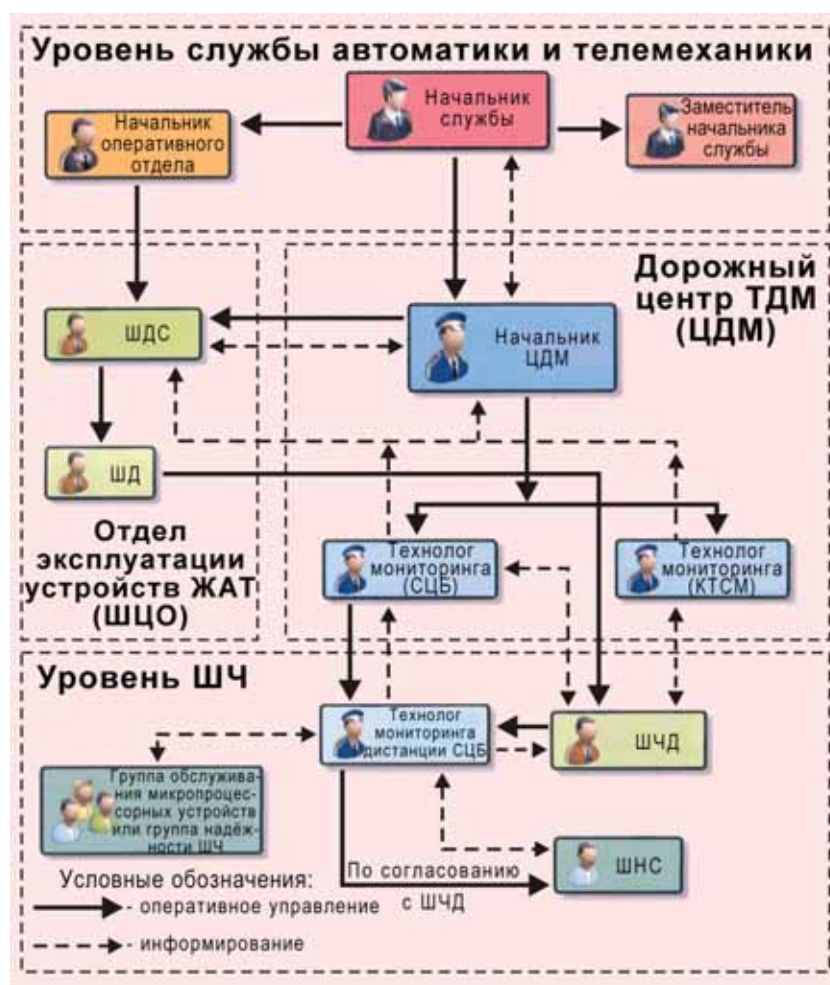 Уровень службы автоматики и телемеханики
Начальник
оперативного
отдела
Начальник
службы
Заместитель
начальника
службы
Дорожный
центр ТДМ
(ЦДМ)
ШДС
Начальник
ЦДМ
ШД
Отдел
эксплуатации
устройств ЖАТ
(ШЦО)
Технолог
мониторинга
(СЦБ)
Технолог
мониторинга
(КТСМ)
Уровень ШЧ
Технолог
мониторинга
дистанции СЦБ
ШЧД
Группа обслужива-
ния микропроцес-
сорных устройств
или группа надёж-
ности ШЧ
ШНС
По согласованию
с ШЧД
Условные обозначения:
- оперативное управление
- информирование